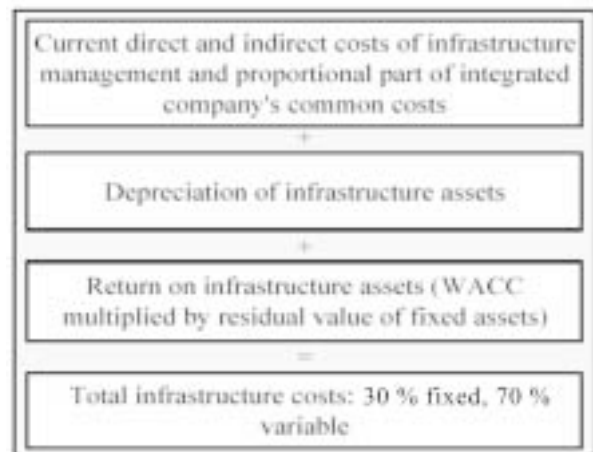 Current direct and indirect costs of infrastructure
management and proportional part of integrated
company's common costs
+
Depreciation of infrastructure assets
+
Return on infrastructure assets (WACC
multiplied by residual value of fixed assets)
=
Total infrastructure costs: 30 % fixed, 70 %
variable